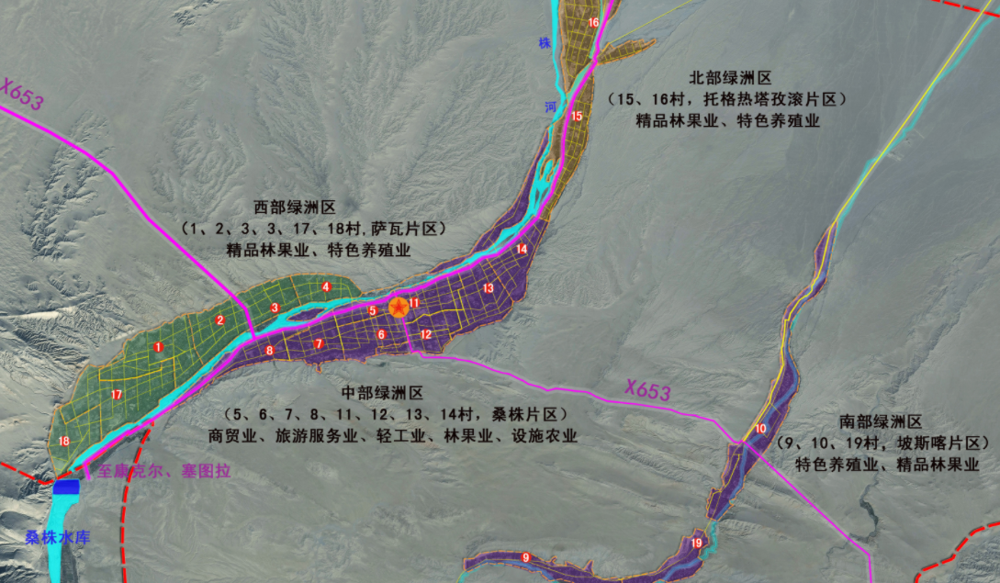 16
株
X653
北部绿洲区
（15、16村，托格热塔孜滚片区）
精品林果业、特色养殖业
河
15
西部绿洲区
（1、2、3、3、17、18村,萨瓦片区）
精品林果业、特色养殖业
14
4
13
3
5
11
2
6
12
1
7
8
中部绿洲区
X653
17
（5、6、7、8、11、12、13、14村，桑株片区）
商贸业、旅游服务业、轻工业、林果业、设施农业
南部绿洲区
10
（9、10、19村，坡斯喀片区）
特色养殖业、精品林果业
18
至康克尔、塞图拉
桑株水库
19
9